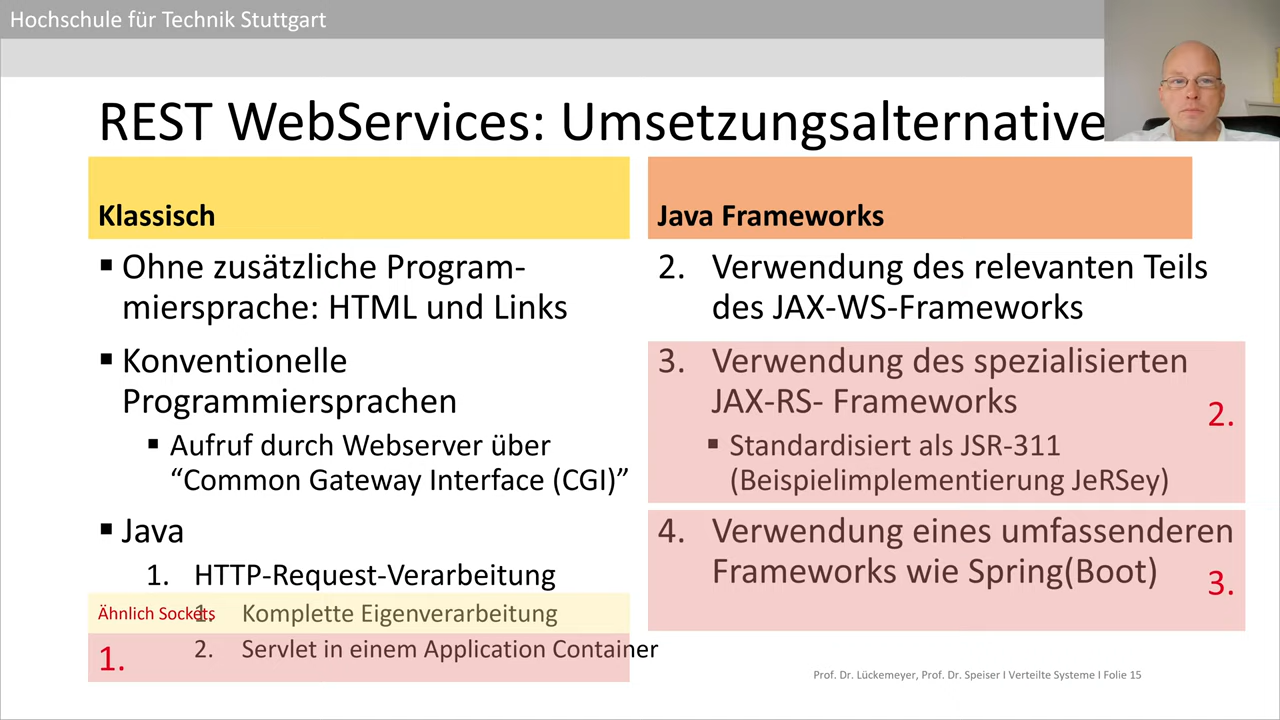 Hochschule für Technik Stuttgart
REST WebServices: Umsetzungsalternative
Klassisch
▪ Ohne zusätzliche Program-
miersprache: HTML und Links
▪ Konventionelle
Programmiersprachen
▪ Aufruf durch Webserver über
“Common Gateway Interface (CGI)”
▪ Java
1. HTTP-Request-Verarbeitung
Ähnlich Sockets
1. Komplette Eigenverarbeitung
1.
2. Servlet in einem Application Container
Java Frameworks
2. Verwendung des relevanten Teils
des JAX-WS-Frameworks
3. Verwendung des spezialisierten
JAX-RS- Frameworks
2.
▪ Standardisiert als JSR-311
(Beispielimplementierung JeRSey)
4. Verwendung eines umfassenderen
Frameworks wie Spring(Boot)
3.
Prof. Dr. Lückemeyer, Prof. Dr. Speiser I Verteilte Systeme I Folie 15